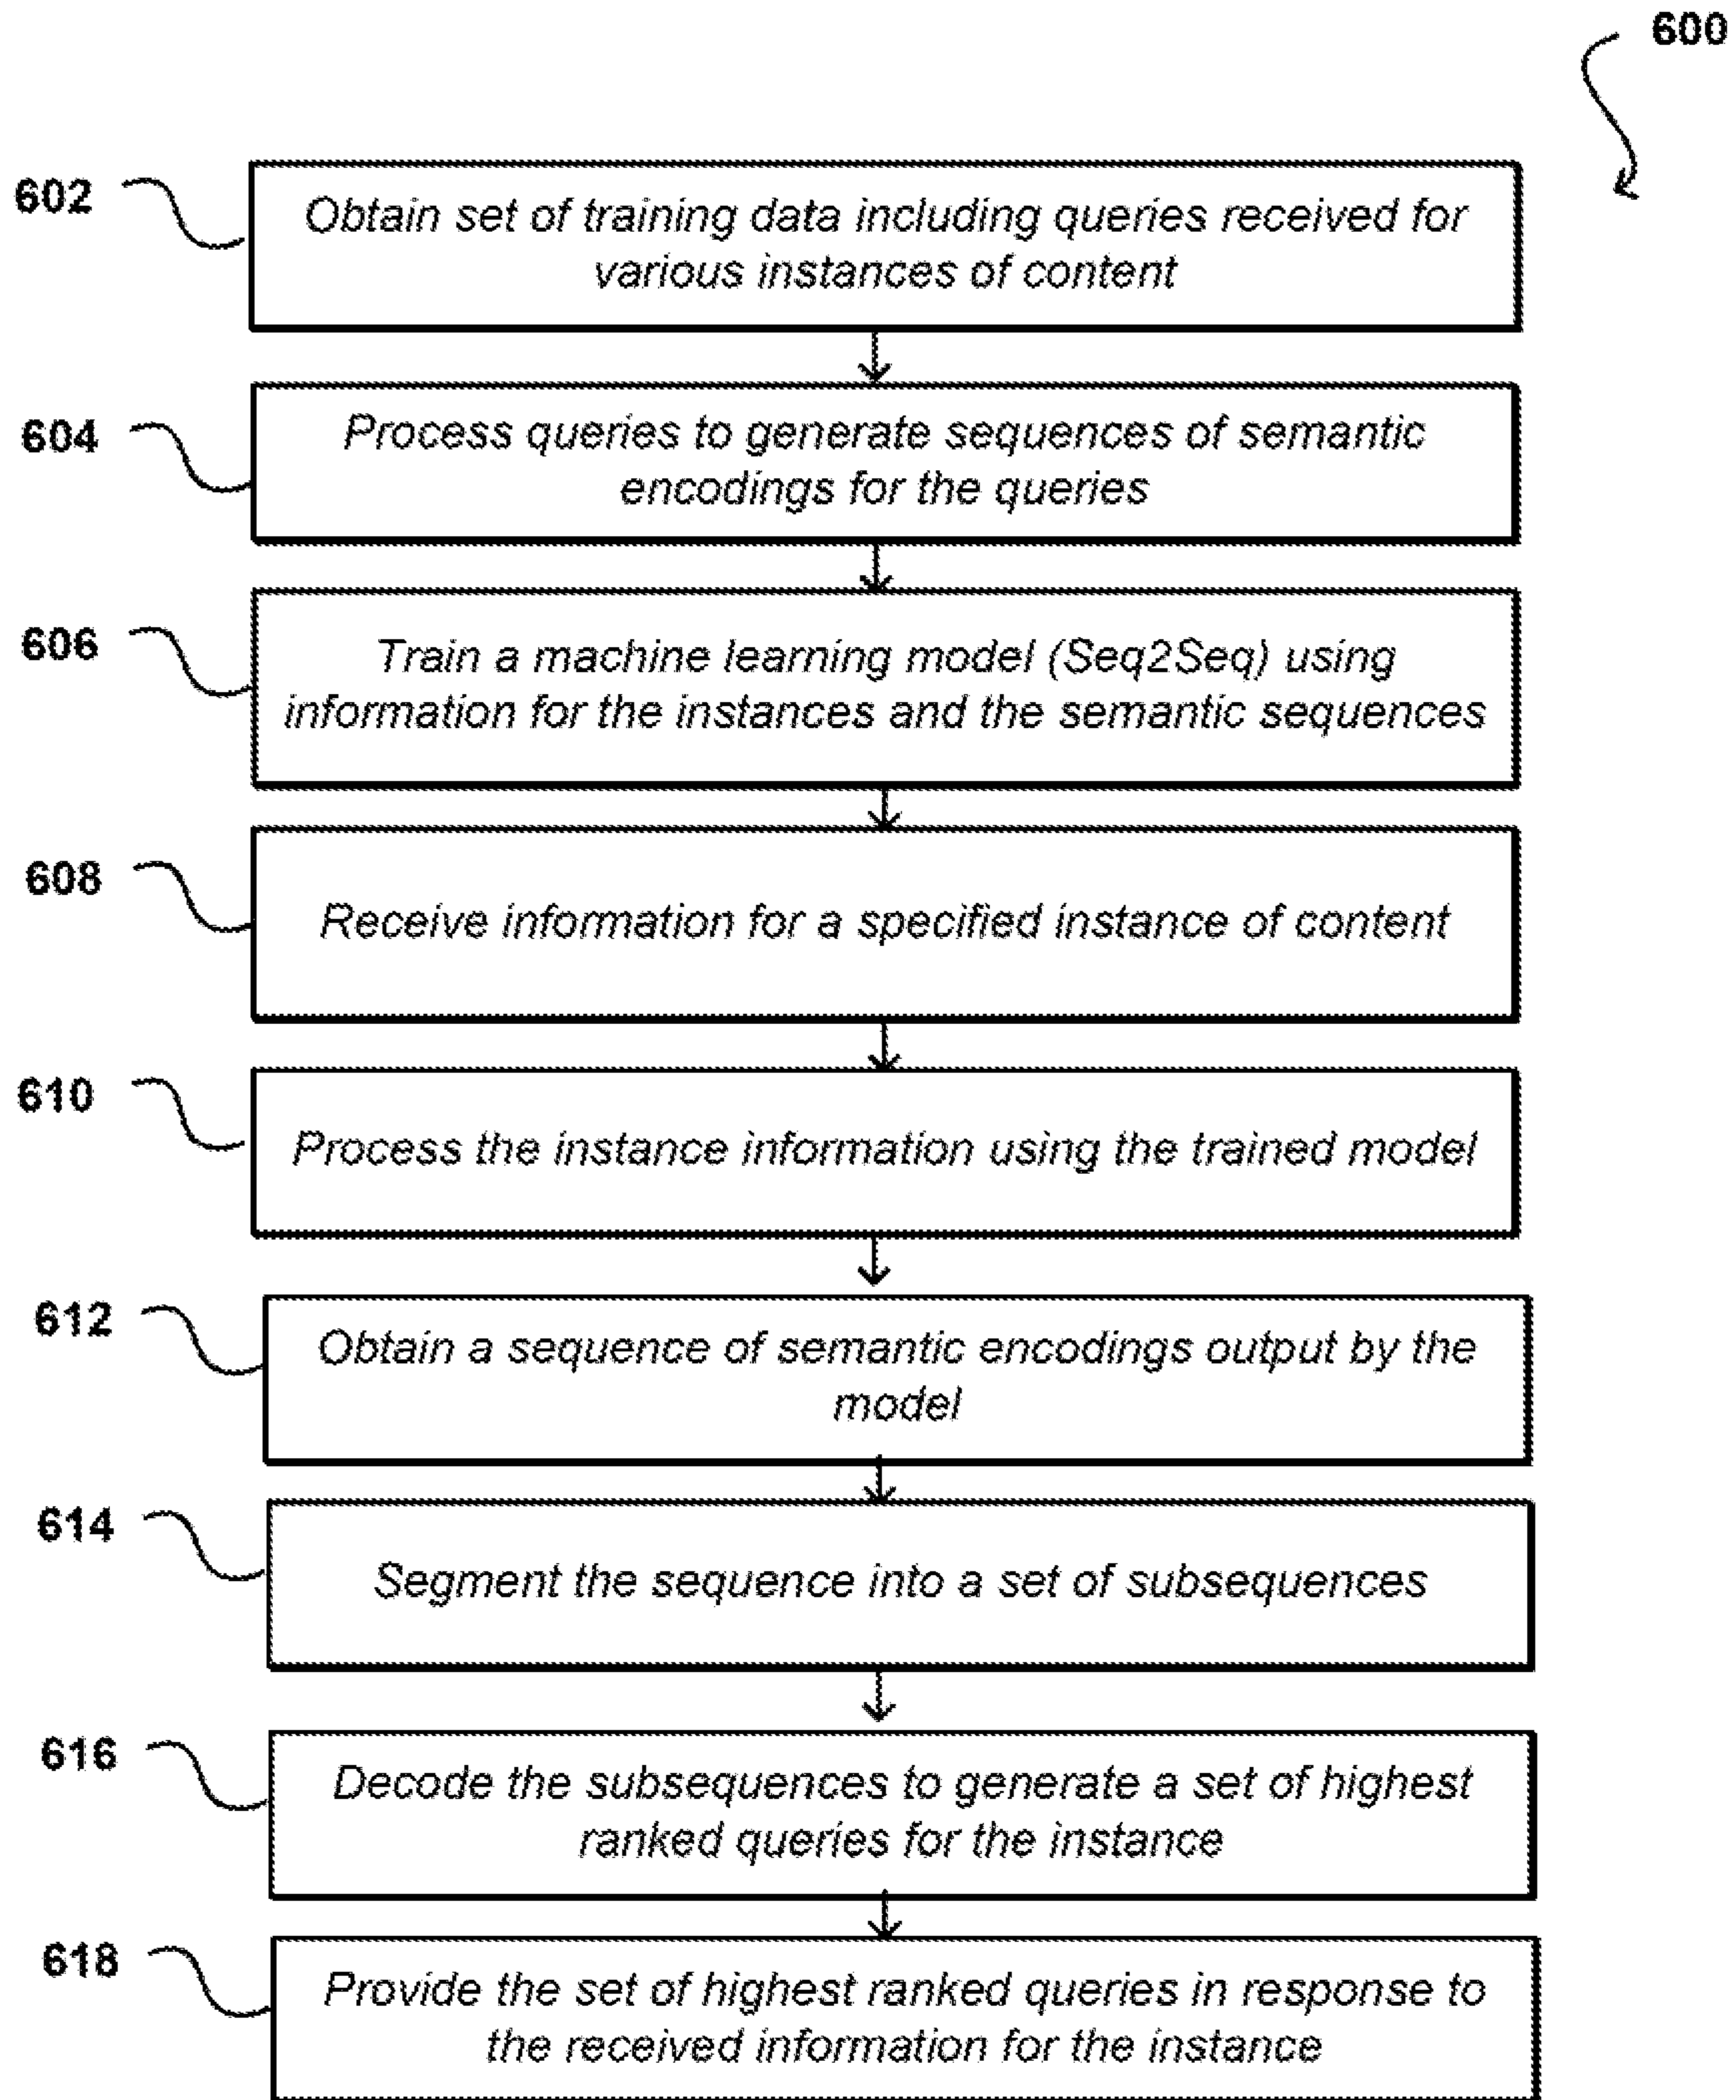 600
602
Obtain set of training data including queries received for
various instances of content
604
Process queries to generate sequences of semantic
encodings for the queries
606
Train a machine learning model (Seq2Seq) using
information for the instances and the semantic sequences
608
Receive information for a specified instance of content
610
Process the instance information using the trained model
612
Obtain a sequence of semantic encodings output by the
model
614
Segment the sequence into a set of subsequences
616
Decode the subsequences to generate a set of highest
ranked queries for the instance
618
Provide the set of highest ranked queries in response to
the received information for the instance